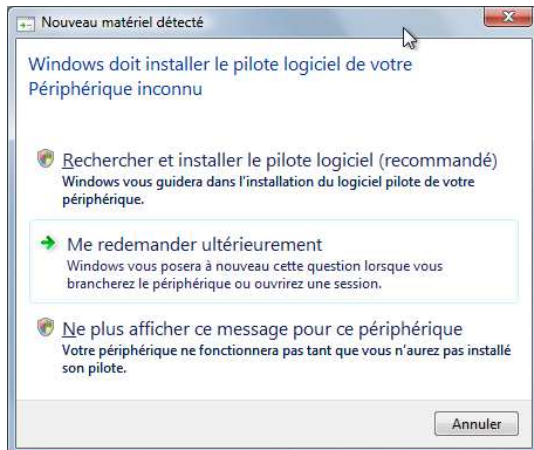 Nouveau matériel détecté
Windows doit installer le pilote logiciel de votre
Périphérique inconnu
Rechercher et installer le pilote logiciel (recommandé)
Windows vous guidera dans l'installation du logiciel pilote de votre
périphérique.
Me redemander ultérieurement
Windows vous posera à nouveau cette question lorsque vous
brancherez le périphérique ou ouvrirez une session.
Ne plus afficher ce message pour ce périphérique
Votre périphérique ne fonctionnera pas tant que vous n'aurez pas installé
son pilote.
Annuler